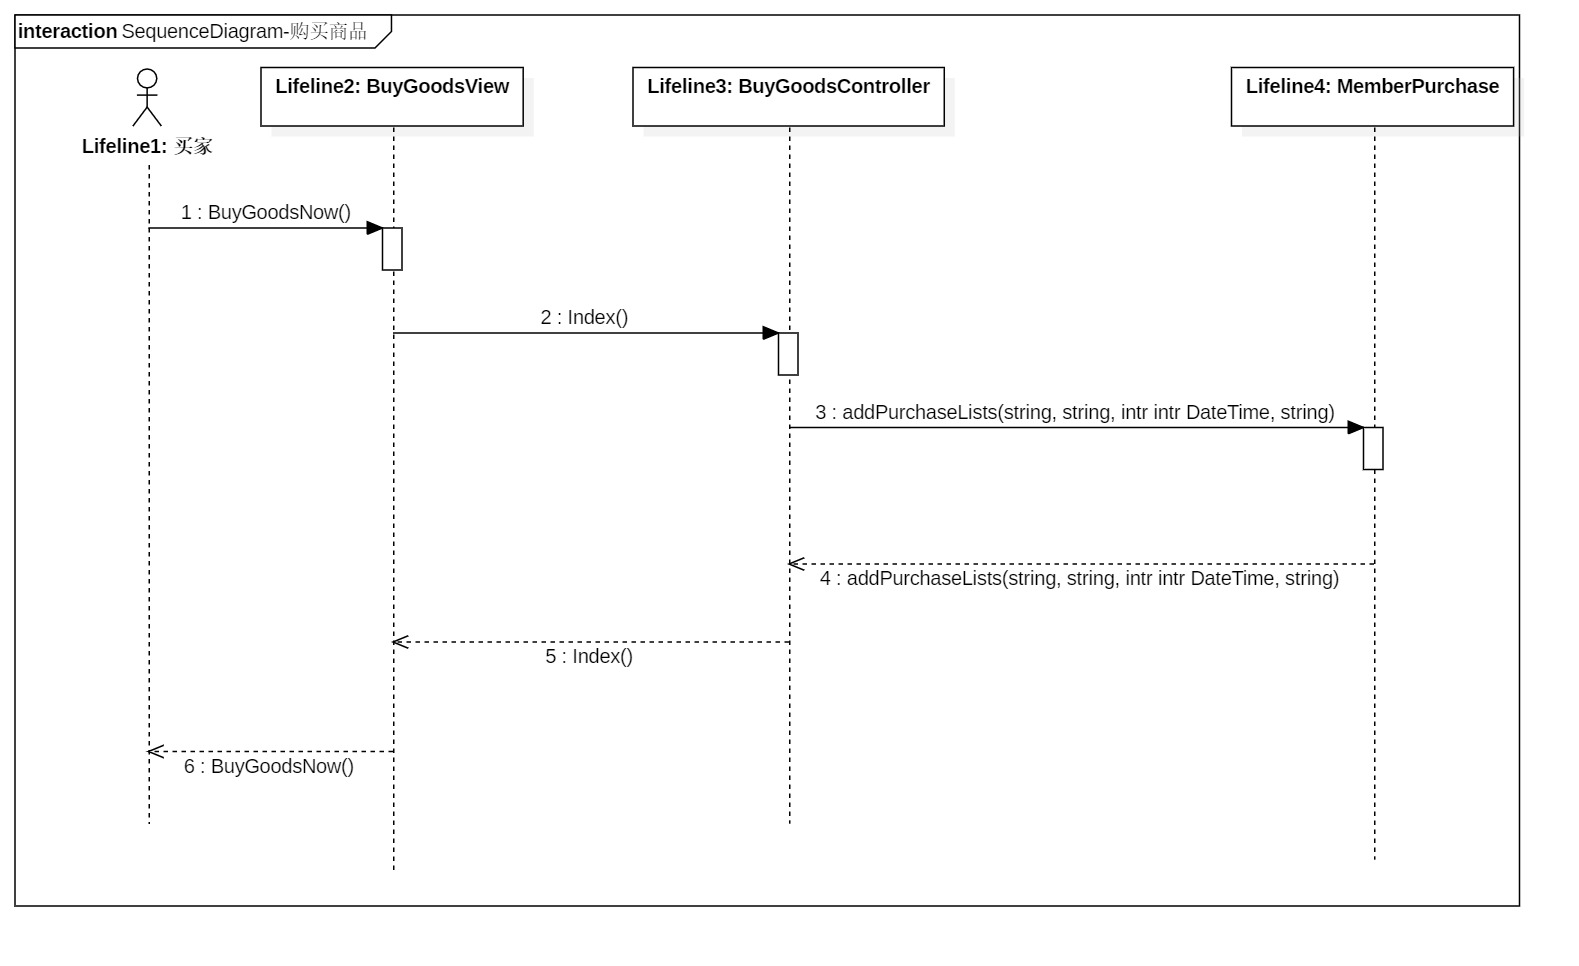 interaction SequenceDiagram-购买商品
Lifeline1: 买家
Lifeline2: BuyGoodsView
Lifeline3: BuyGoodsController
Lifeline4: MemberPurchase
1 : BuyGoodsNow()
2 : Index()
3 : addPurchaseLists(string, string, intr intr DateTime, string)
4 : addPurchaseLists(string, string, intr intr DateTime, string)
5 : Index()
6 : BuyGoodsNow()